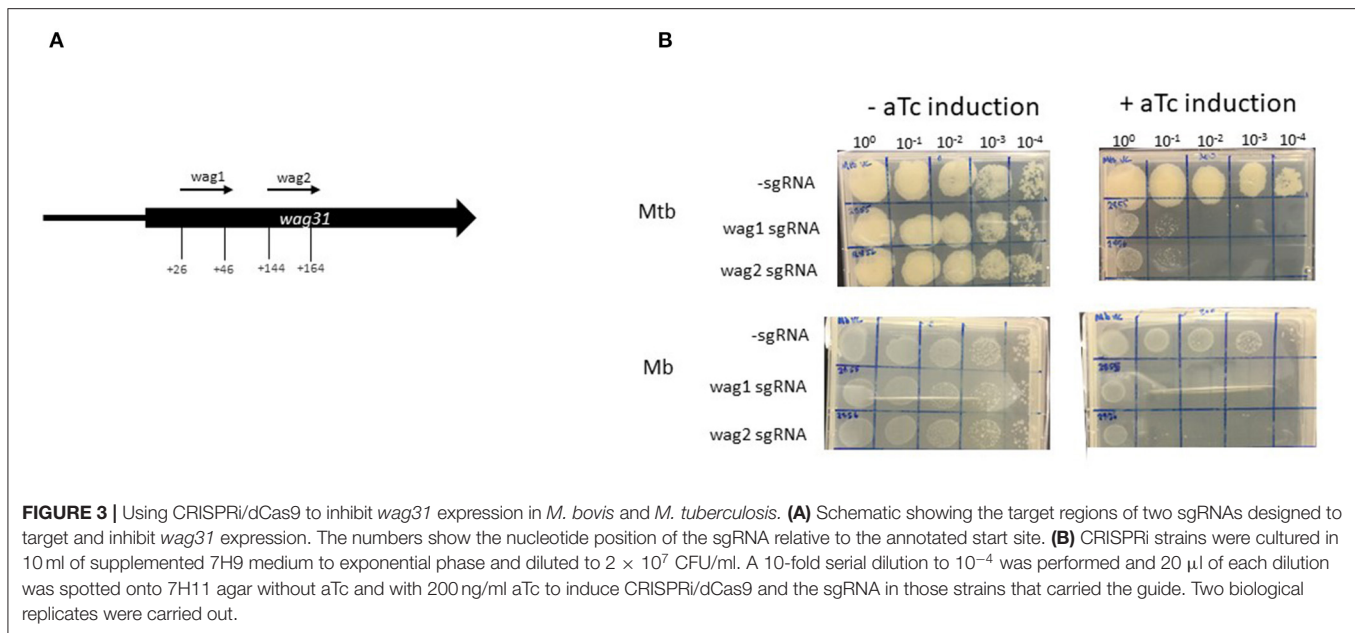 A
B
wag1
wag2
wag31
+26
+46
+144
+164
- aTc induction
+ aTc induction
10⁰ 10⁻¹ 10⁻² 10⁻³ 10⁻⁴
10⁰ 10⁻¹ 10⁻² 10⁻³ 10⁻⁴
Mtb
-sgRNA
wag1 sgRNA
wag2 sgRNA
Mb
-sgRNA
wag1 sgRNA
wag2 sgRNA
FIGURE 3 | Using CRISPRi/dCas9 to inhibit wag31 expression in M. bovis and M. tuberculosis. (A) Schematic showing the target regions of two sgRNAs designed to
target and inhibit wag31 expression. The numbers show the nucleotide position of the sgRNA relative to the annotated start site. (B) CRISPRi strains were cultured in
10 ml of supplemented 7H9 medium to exponential phase and diluted to 2 × 10⁷ CFU/ml. A 10-fold serial dilution to 10⁻⁴ was performed and 20 µl of each dilution
was spotted onto 7H11 agar without aTc and with 200 ng/ml aTc to induce CRISPRi/dCas9 and the sgRNA in those strains that carried the guide. Two biological
replicates were carried out.